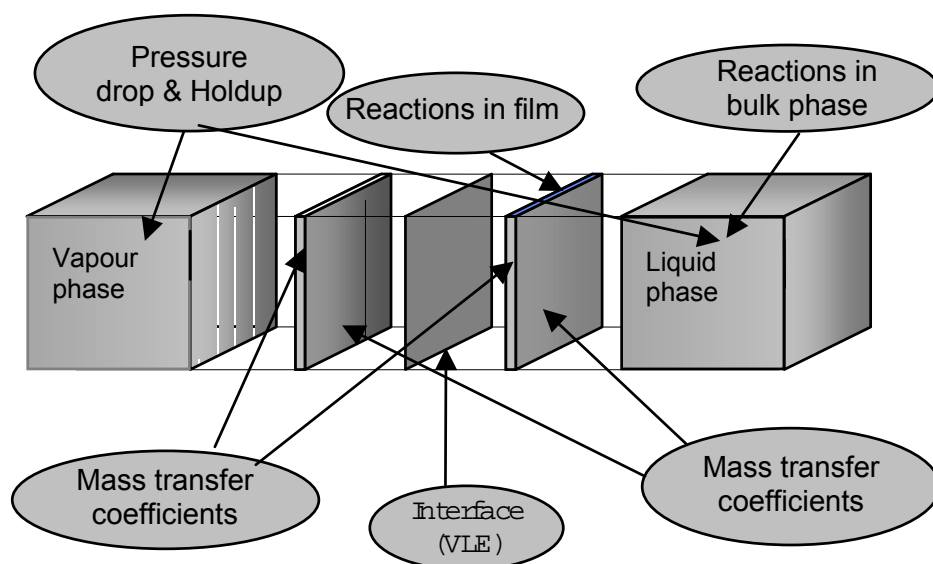 Pressure
drop & Holdup
Reactions in film
Reactions in
bulk phase
Vapour
phase
Liquid
phase
Mass transfer
coefficients
Interface
(VLE)
Mass transfer
coefficients